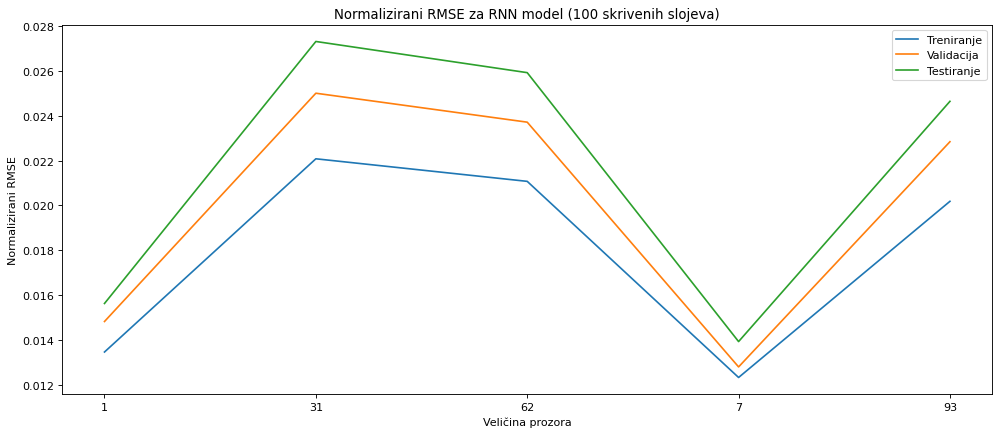 Normalizirani RMSE za RNN model (100 skrivenih slojeva)
Normalizirani RMSE
0.028
0.026
0.024
0.022
0.020
0.018
0.016
0.014
0.012
Treniranje
Validacija
Testiranje
1 31 62 7 93
Veličina prozora